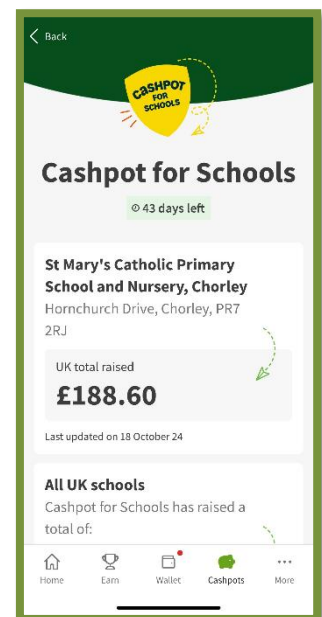 Back
CASHPOT
FOR
SCHOOLS
Cashpot for Schools
43 days left
St Mary's Catholic Primary
School and Nursery, Chorley
Hornchurch Drive, Chorley, PR7
2RJ
UK total raised
£188.60
Last updated on 18 October 24
All UK schools
Cashpot for Schools has raised a
total of:
Home Earn Wallet Cashpots More